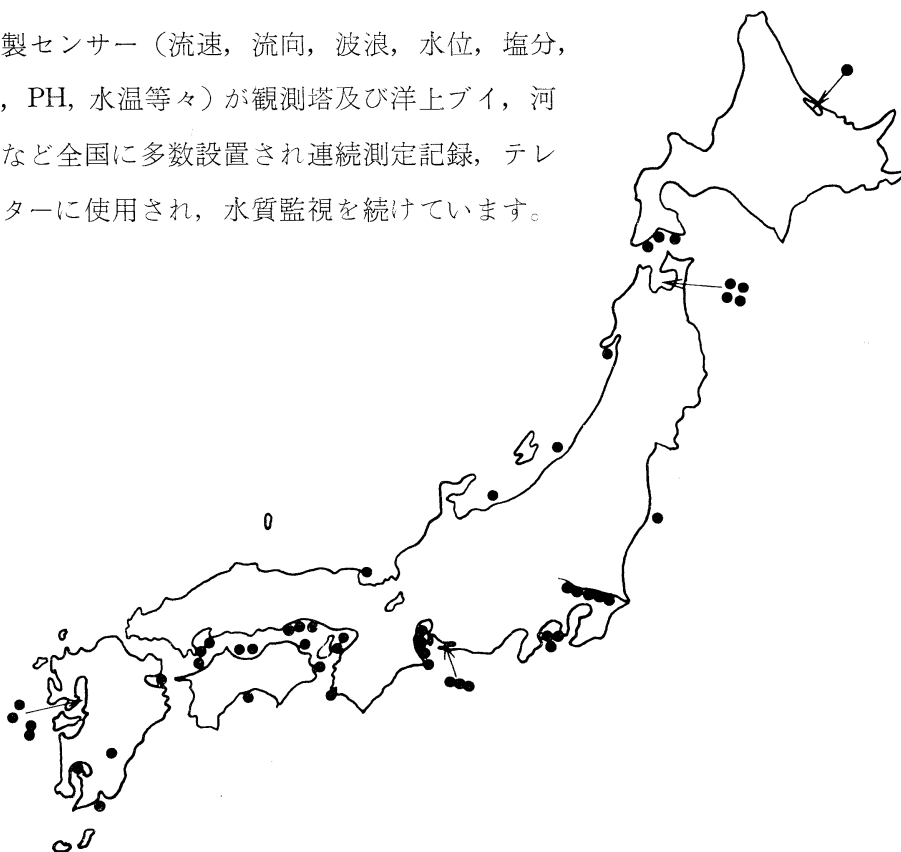 製センサー（流速，流向，波浪，水位，塩分，
，PH，水温等々）が観測塔及び洋上ブイ，河
など全国に多数設置され連続測定記録，テレ
ターに使用され，水質監視を続けています。